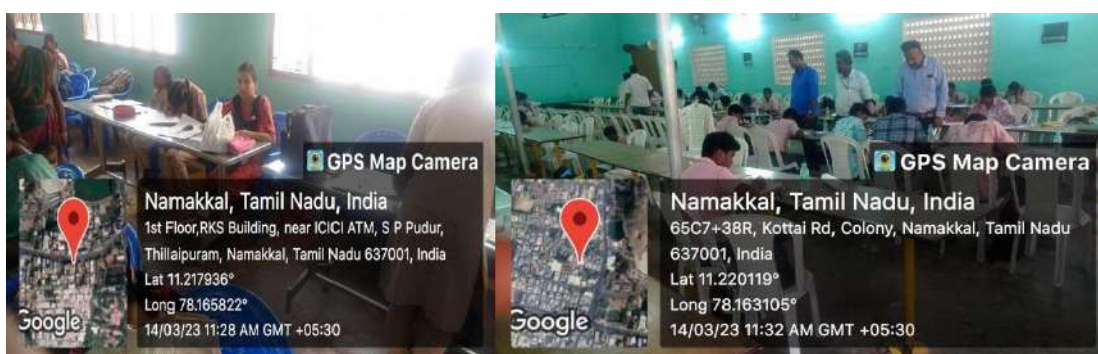 GPS Map Camera
Namakkal, Tamil Nadu, India
1st Floor,RKS Building, near ICICI ATM, S P Pudur,
Thillaipuram, Namakkal, Tamil Nadu 637001, India
Lat 11.217936°
Long 78.165822°
14/03/23 11:28 AM GMT +05:30
Google
GPS Map Camera
Namakkal, Tamil Nadu, India
65C7+38R, Kottai Rd, Colony, Namakkal, Tamil Nadu
637001, India
Lat 11.220119°
Long 78.163105°
14/03/23 11:32 AM GMT +05:30
Google